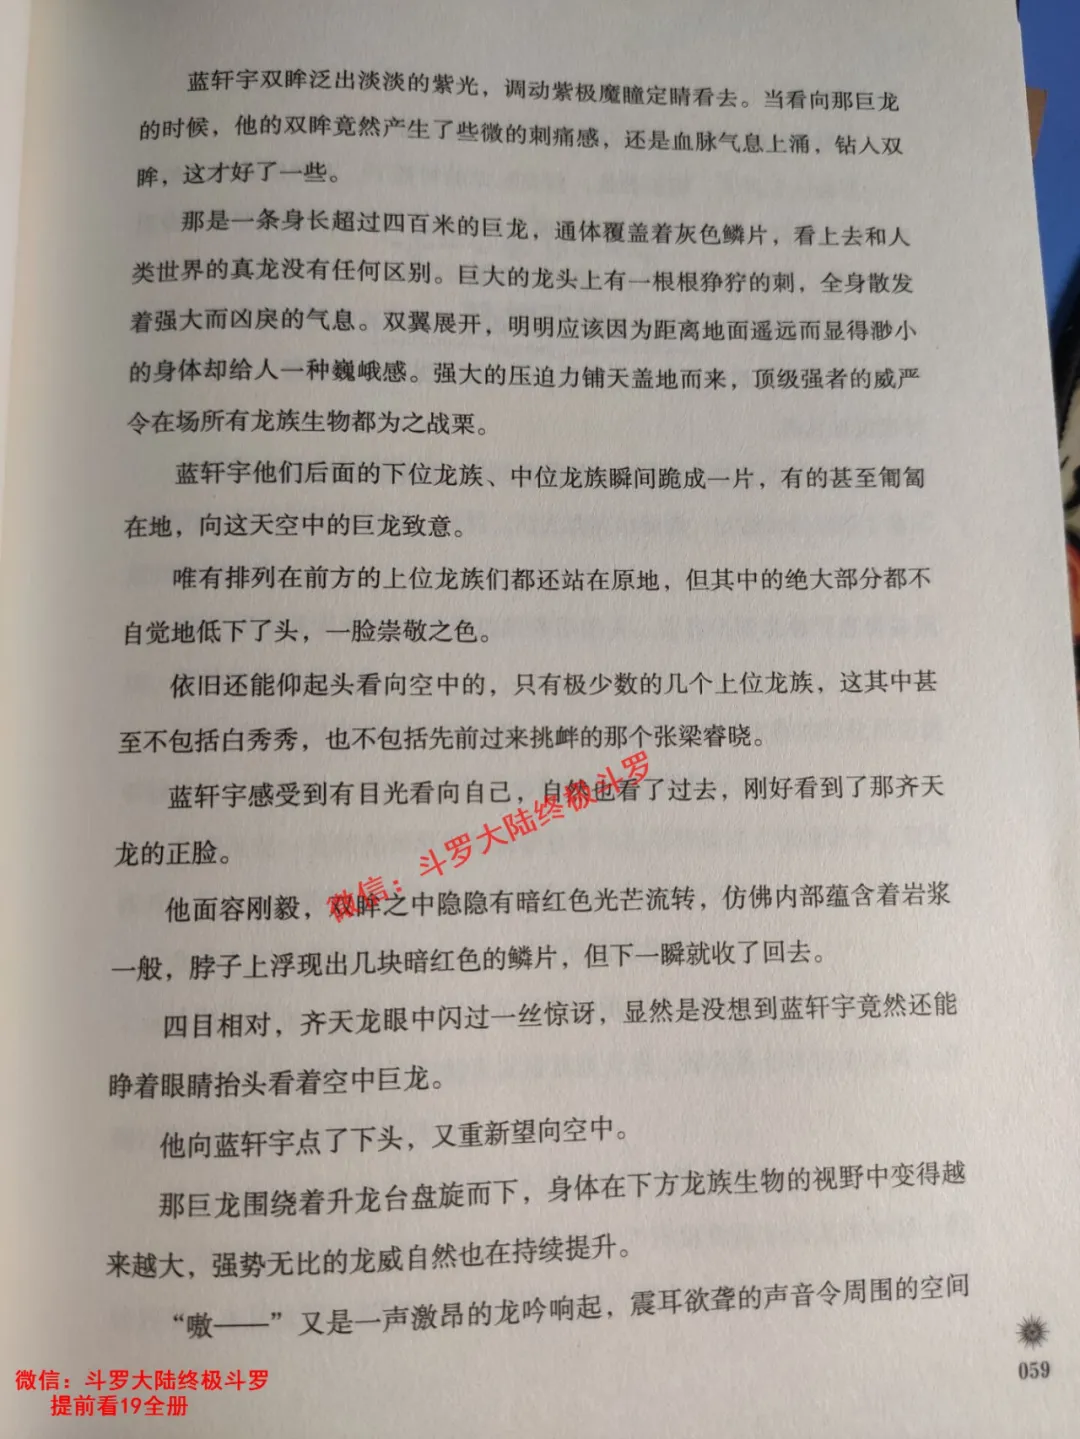 蓝轩宇双眸泛出淡淡的紫光，调动紫极魔瞳定睛看去。当看向那巨龙
的时候，他的双眸竟然产生了些微的刺痛感，还是血脉气息上涌，钻人双
眸，这才好了一些。
那是一条身长超过四百米的巨龙，通体覆盖着灰色鳞片，看上去和人
类世界的真龙没有任何区别。巨大的龙头上有一根根狰狞的刺，全身散发
着强大而凶戾的气息。双翼展开，明明应该因为距离地面遥远而显得渺小
的身体却给人一种巍峨感。强大的压迫力铺天盖地而来，顶级强者的威严
令在场所有龙族生物都为之战栗。
蓝轩宇他们后面的下位龙族、中位龙族瞬间跪成一片，有的甚至匍匐
在地，向这天空中的巨龙致意。
唯有排列在前方的上位龙族们都还站在原地，但其中的绝大部分都不
自觉地低下了头，一脸崇敬之色。
依旧还能仰起头看向空中的，只有极少数的几个上位龙族，这其中甚
至不包括白秀秀，也不包括先前过来挑衅的那个张梁睿晓。
蓝轩宇感受到有目光看向自己，自然也看了过去，刚好看到了那齐天
龙的正脸。
他面容刚毅，双眸之中隐隐有暗红色光芒流转，仿佛内部蕴含着岩浆
一般，脖子上浮现出几块暗红色的鳞片，但下一瞬就收了回去。
四目相对，齐天龙眼中闪过一丝惊讶，显然是没想到蓝轩宇竟然还能
睁着眼睛抬头看着空中巨龙。
他向蓝轩宇点了下头，又重新望向空中。
那巨龙围绕着升龙台盘旋而下，身体在下方龙族生物的视野中变得越
来越大，强势无比的龙威自然也在持续提升。
“嗷——”又是一声激昂的龙吟响起，震耳欲聋的声音令周围的空间
059
微信：斗罗大陆终极斗罗
微信：斗罗大陆终极斗罗
提前看19全册